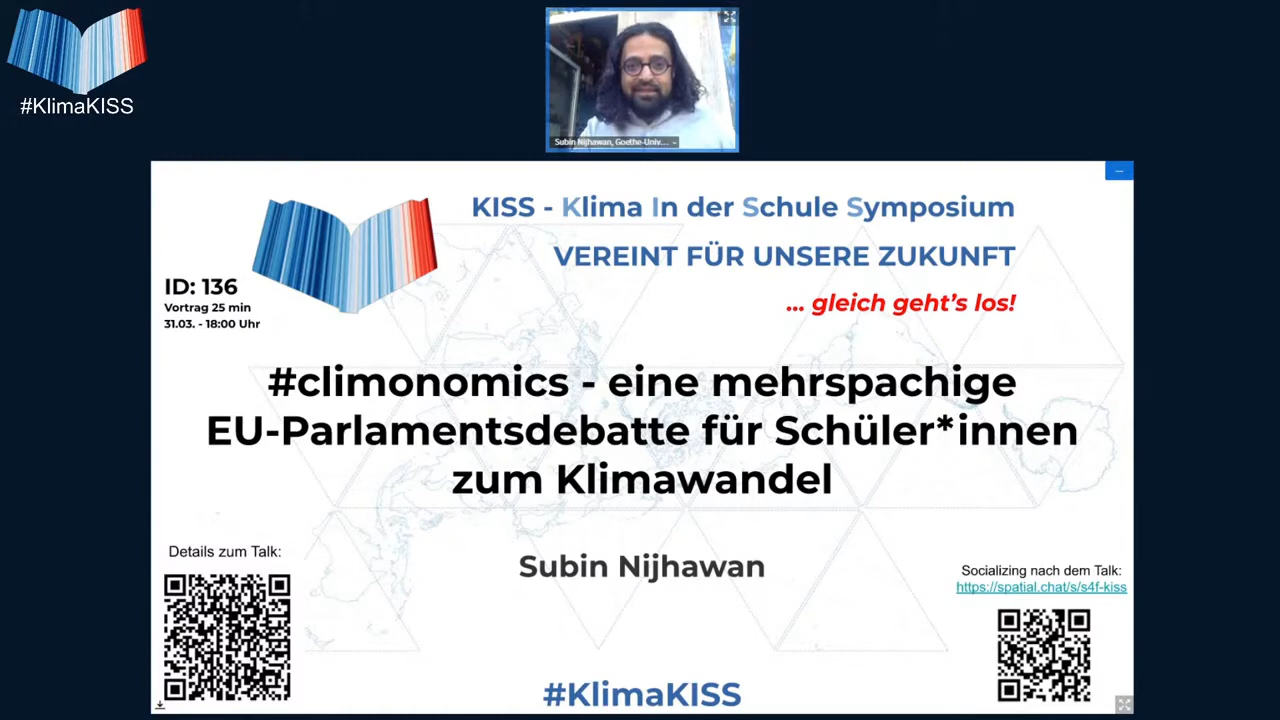 #KlimaKISS
Subin Nijhawan, Goethe-Univ...
KISS - Klima In der Schule Symposium
VEREINT FÜR UNSERE ZUKUNFT
... gleich geht's los!
ID: 136
Vortrag 25 min
31.03. - 18:00 Uhr
#climonomics - eine mehrspachige
EU-Parlamentsdebatte für Schüler*innen
zum Klimawandel
Subin Nijhawan
Details zum Talk:
Socializing nach dem Talk:
https://spatial.chat/s/s4f-kiss
#KlimaKISS